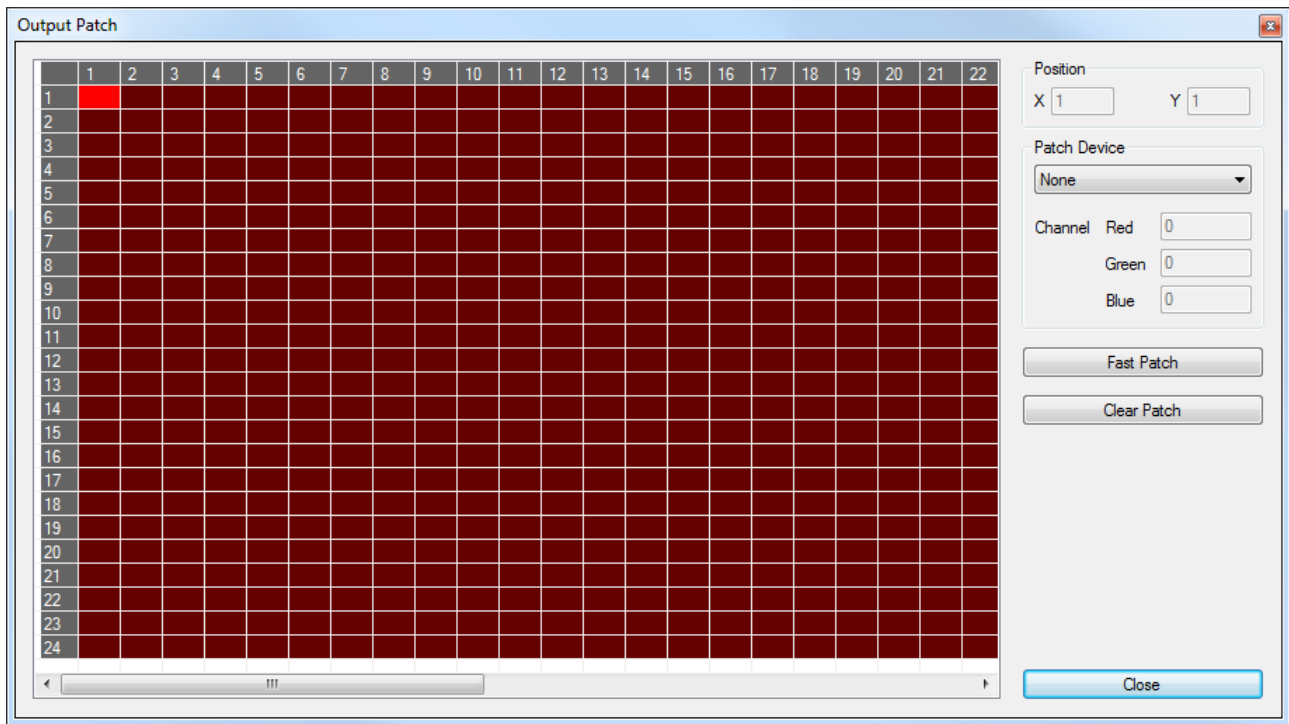 Output Patch
1 2 3 4 5 6 7 8 9 10 11 12 13 14 15 16 17 18 19 20 21 22
1
2
3
4
5
6
7
8
9
10
11
12
13
14
15
16
17
18
19
20
21
22
23
24
Position
X 1 Y 1
Patch Device
None
Channel Red 0
Green 0
Blue 0
Fast Patch
Clear Patch
Close